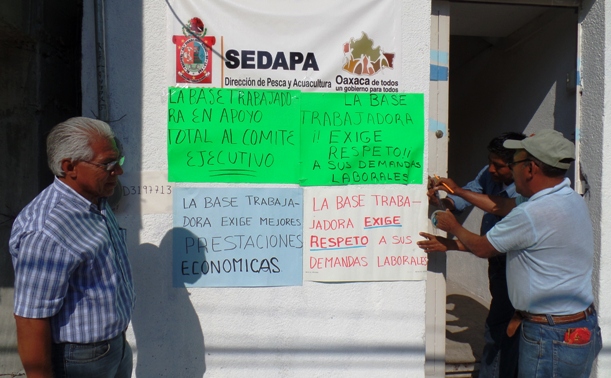 SEDAPA
Dirección de Pesca y Acuacultura
Oaxaca de todos
un gobierno para todos
LA BASE TRABAJADO
RA EN APOYO
TOTAL AL COMITE
EJECUTIVO
LA BASE
TRABAJADORA
¡¡ EXIGE
RESPETO!!
A SUS DEMANDAS
LABORALES
D3197713
LA BASE TRABAJA-
DORA EXIGE MEJORES
PRESTACIONES
ECONOMICAS
LA BASE TRABA-
JADORA EXIGE
RESPETO A SUS
DEMANDAS LABORALES